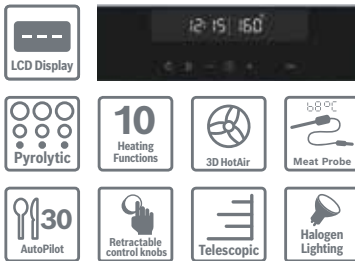 12:15 160°
LCD Display
68°C
Pyrolytic
10
Heating
Functions
3D HotAir
Meat Probe
30
AutoPilot
Retractable
control knobs
Telescopic
Halogen
Lighting